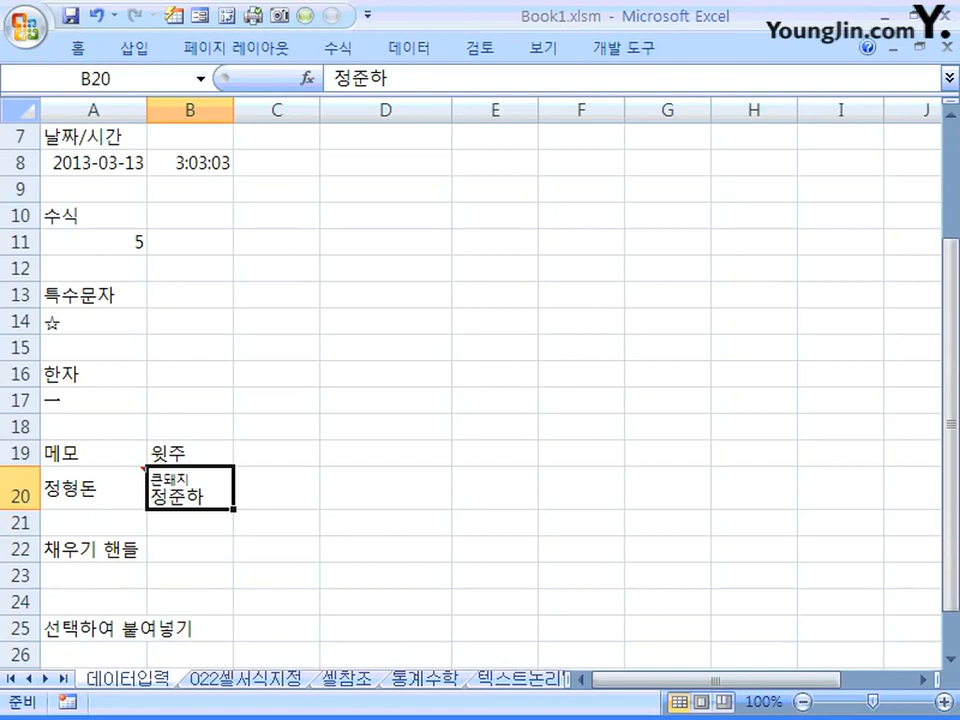 Book1.xlsm - Microsoft Excel
YoungJin.com Y.
홈 삽입 페이지 레이아웃 수식 데이터 검토 보기 개발 도구
B20 fx 정준하
A B C D E F G H I J
7 날짜/시간
8 2013-03-13 3:03:03
9
10 수식
11 5
12
13 특수문자
14 ☆
15
16 한자
17 一
18
19 메모 윗주
큰돼지
20 정형돈 정준하
21
22 채우기 핸들
23
24
25 선택하여 붙여넣기
26
데이터입력 022셀서식지정 셀참조 통계수학 텍스트논리
준비 100%